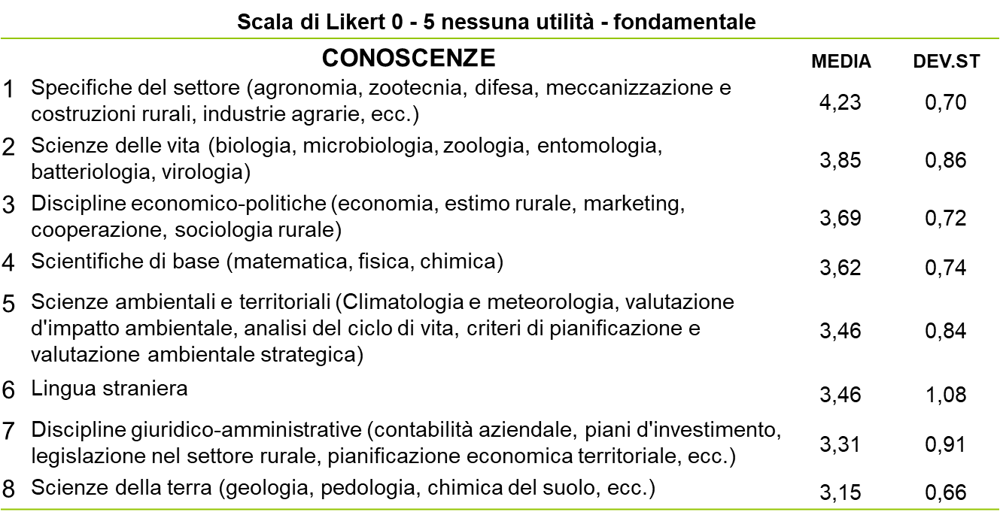 Scala di Likert 0 - 5 nessuna utilità - fondamentale
CONOSCENZE MEDIA DEV.ST
1 Specifiche del settore (agronomia, zootecnia, difesa, meccanizzazione e
costruzioni rurali, industrie agrarie, ecc.) 4,23 0,70
2 Scienze delle vita (biologia, microbiologia, zoologia, entomologia,
batteriologia, virologia) 3,85 0,86
3 Discipline economico-politiche (economia, estimo rurale, marketing,
cooperazione, sociologia rurale) 3,69 0,72
4 Scientifiche di base (matematica, fisica, chimica) 3,62 0,74
5 Scienze ambientali e territoriali (Climatologia e meteorologia, valutazione
d'impatto ambientale, analisi del ciclo di vita, criteri di pianificazione e 3,46 0,84
valutazione ambientale strategica)
6 Lingua straniera 3,46 1,08
7 Discipline giuridico-amministrative (contabilità aziendale, piani d'investimento,
legislazione nel settore rurale, pianificazione economica territoriale, ecc.) 3,31 0,91
8 Scienze della terra (geologia, pedologia, chimica del suolo, ecc.) 3,15 0,66